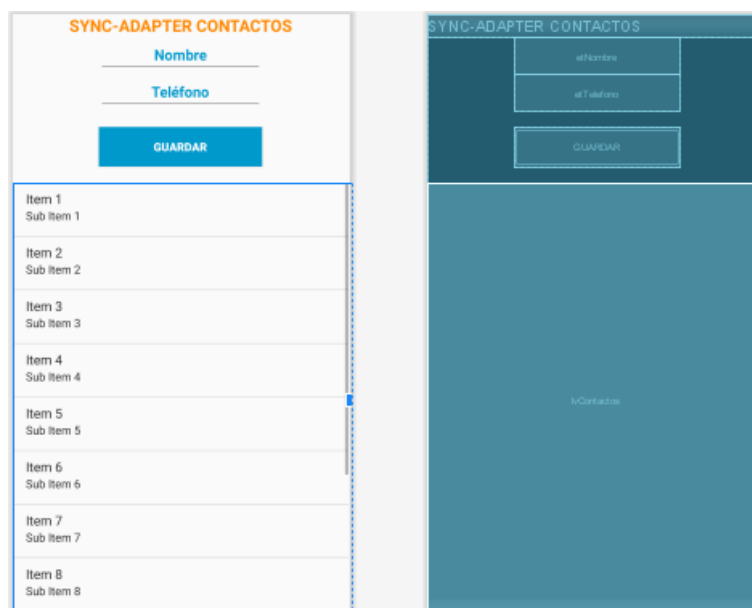 SYNC-ADAPTER CONTACTOS
Nombre
Teléfono
GUARDAR
Item 1
Sub Item 1
Item 2
Sub Item 2
Item 3
Sub Item 3
Item 4
Sub Item 4
Item 5
Sub Item 5
Item 6
Sub Item 6
Item 7
Sub Item 7
Item 8
Sub Item 8
SYNC-ADAPTER CONTACTOS
etNombre
etTelefono
GUARDAR
lvContactos